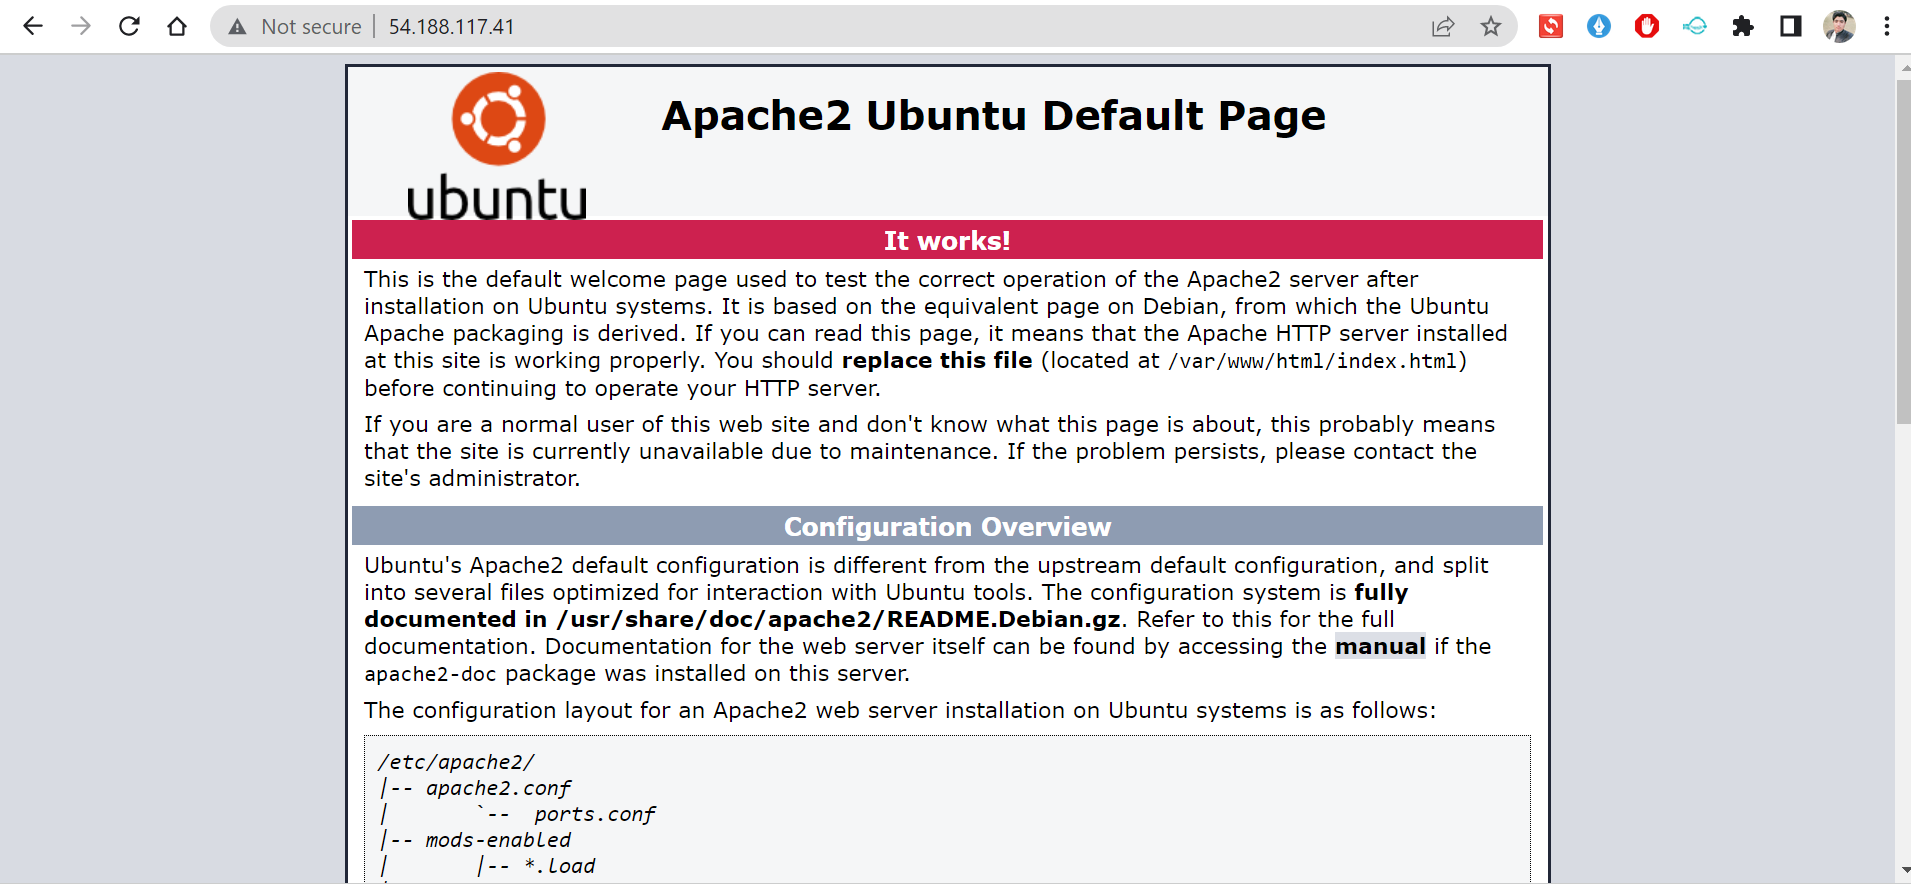 Not secure | 54.188.117.41
ubuntu
Apache2 Ubuntu Default Page
It works!
This is the default welcome page used to test the correct operation of the Apache2 server after
installation on Ubuntu systems. It is based on the equivalent page on Debian, from which the Ubuntu
Apache packaging is derived. If you can read this page, it means that the Apache HTTP server installed
at this site is working properly. You should replace this file (located at /var/www/html/index.html)
before continuing to operate your HTTP server.
If you are a normal user of this web site and don't know what this page is about, this probably means
that the site is currently unavailable due to maintenance. If the problem persists, please contact the
site's administrator.
Configuration Overview
Ubuntu's Apache2 default configuration is different from the upstream default configuration, and split
into several files optimized for interaction with Ubuntu tools. The configuration system is fully
documented in /usr/share/doc/apache2/README.Debian.gz. Refer to this for the full
documentation. Documentation for the web server itself can be found by accessing the manual if the
apache2-doc package was installed on this server.
The configuration layout for an Apache2 web server installation on Ubuntu systems is as follows:
/etc/apache2/
|-- apache2.conf
|       `--  ports.conf
|-- mods-enabled
|       |-- *.load